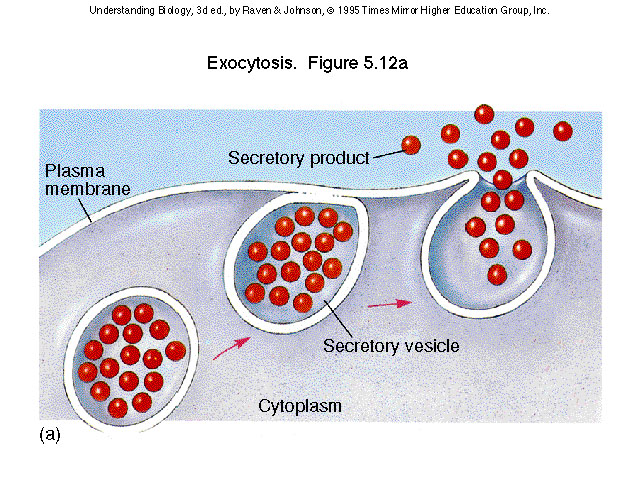 Understanding Biology, 3d ed., by Raven & Johnson, © 1995 Times Mirror Higher Education Group, Inc.
Exocytosis. Figure 5.12a
Secretory product
Plasma
membrane
Secretory vesicle
Cytoplasm
(a)